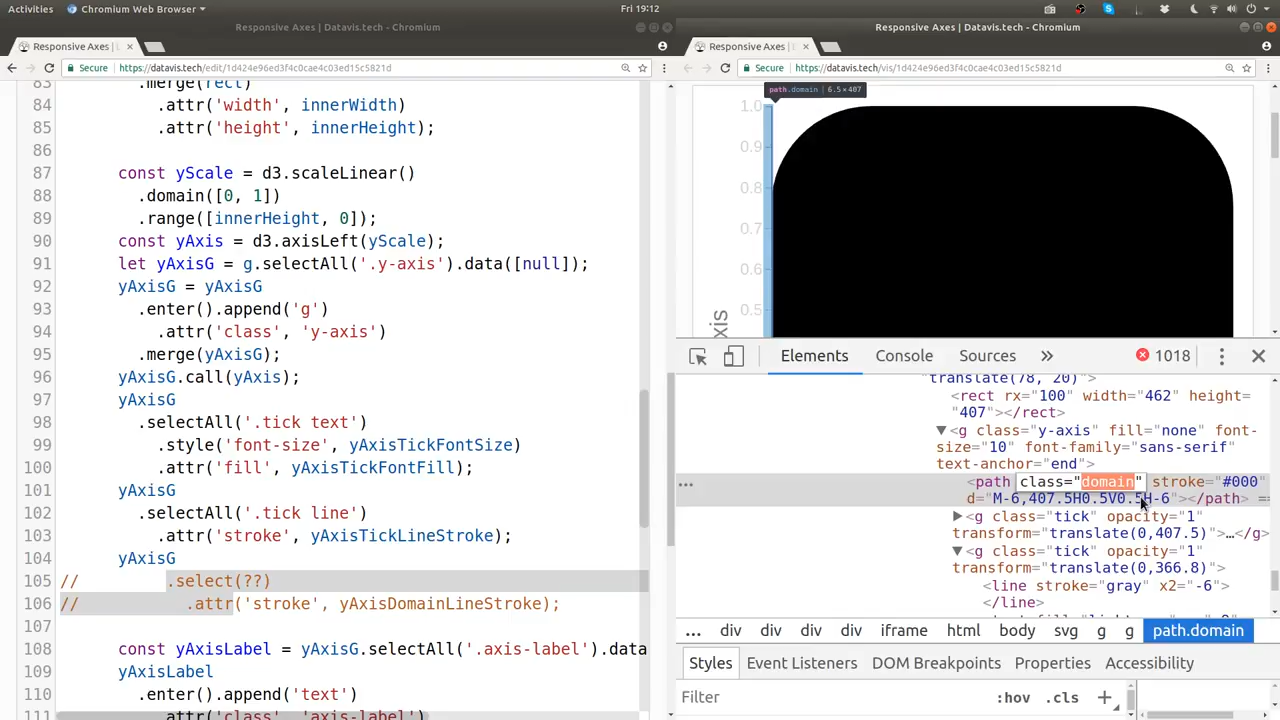 Activities
Chromium Web Browser
Fri 19:12
Responsive Axes | Datavis.tech - Chromium
Responsive Axes | Datavis.tech - Chromium
Responsive Axes |
Responsive Axes |
Secure https://datavis.tech/edit/1d424e96ed3f4c0cae4c03ed15c5821d
Secure https://datavis.tech/vis/1d424e96ed3f4c0cae4c03ed15c5821d
83 .merge(rect)
84 .attr('width', innerWidth)
85 .attr('height', innerHeight);
86
87 const yScale = d3.scaleLinear()
88 .domain([0, 1])
89 .range([innerHeight, 0]);
90 const yAxis = d3.axisLeft(yScale);
91 let yAxisG = g.selectAll('.y-axis').data([null]);
92 yAxisG = yAxisG
93 .enter().append('g')
94 .attr('class', 'y-axis')
95 .merge(yAxisG);
96 yAxisG.call(yAxis);
97 yAxisG
98 .selectAll('.tick text')
99 .style('font-size', yAxisTickFontSize)
100 .attr('fill', yAxisTickFontFill);
101 yAxisG
102 .selectAll('.tick line')
103 .attr('stroke', yAxisTickLineStroke);
104 yAxisG
105 // .select(??)
106 // .attr('stroke', yAxisDomainLineStroke);
107
108 const yAxisLabel = yAxisG.selectAll('.axis-label').data
109 yAxisLabel
110 .enter().append('text')
111 .attr('class', 'axis-label')
path.domain | 6.5×407
1.0
0.9
0.8
0.7
0.6
0.5
xis
Elements Console Sources » 1018
"translate(78, 20)">
<rect rx="100" width="462" height=
"407"></rect>
▼<g class="y-axis" fill="none" font-
size="10" font-family="sans-serif"
text-anchor="end">
... <path class="domain" stroke="#000"
d="M-6,407.5H0.5V0.5H-6"></path> ==
▶<g class="tick" opacity="1"
transform="translate(0,407.5)">…</g>
▼<g class="tick" opacity="1"
transform="translate(0,366.8)">
<line stroke="gray" x2="-6">
</line>
... div div div div iframe html body svg g g path.domain
Styles Event Listeners DOM Breakpoints Properties Accessibility
Filter :hov .cls +